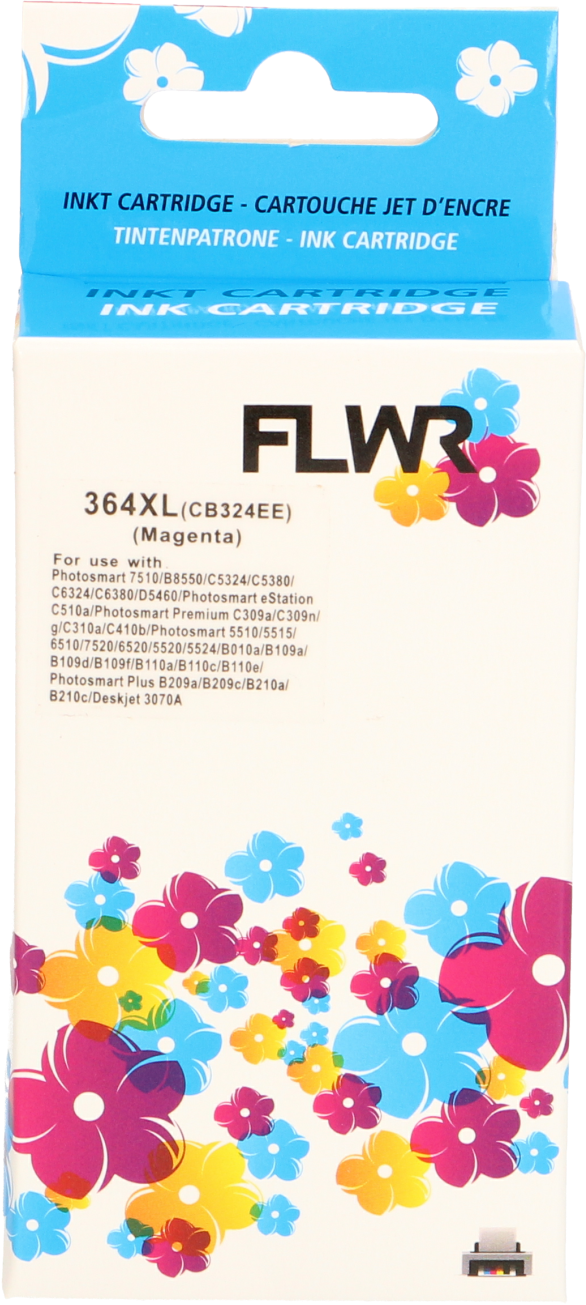 INKT CARTRIDGE - CARTOUCHE JET D'ENCRE
TINTENPATRONE - INK CARTRIDGE
INKT CARTRIDGE
INK CARTRIDGE
FLWR
364XL(CB324EE)
(Magenta)
For use with
Photosmart 7510/B8550/C5324/C5380/
C6324/C6380/D5460/Photosmart eStation
C510a/Photosmart Premium C309a/C309n/
g/C310a/C410b/Photosmart 5510/5515/
6510/7520/6520/5520/5524/B010a/B109a/
B109d/B109f/B110a/B110c/B110e/
Photosmart Plus B209a/B209c/B210a/
B210c/Deskjet 3070A